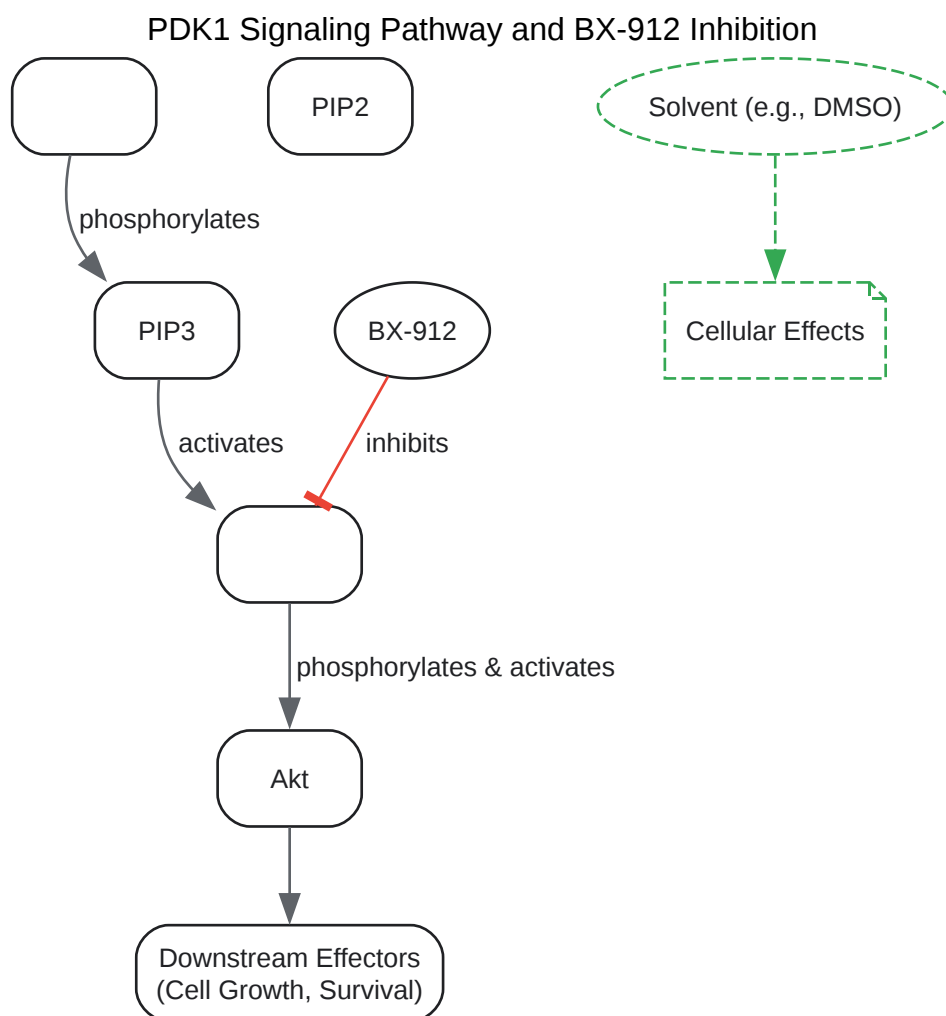 PDK1 Signaling Pathway and BX-912 Inhibition
PIP2
Solvent (e.g., DMSO)
phosphorylates
PIP3
BX-912
Cellular Effects
activates
inhibits
phosphorylates & activates
Akt
Downstream Effectors
(Cell Growth, Survival)